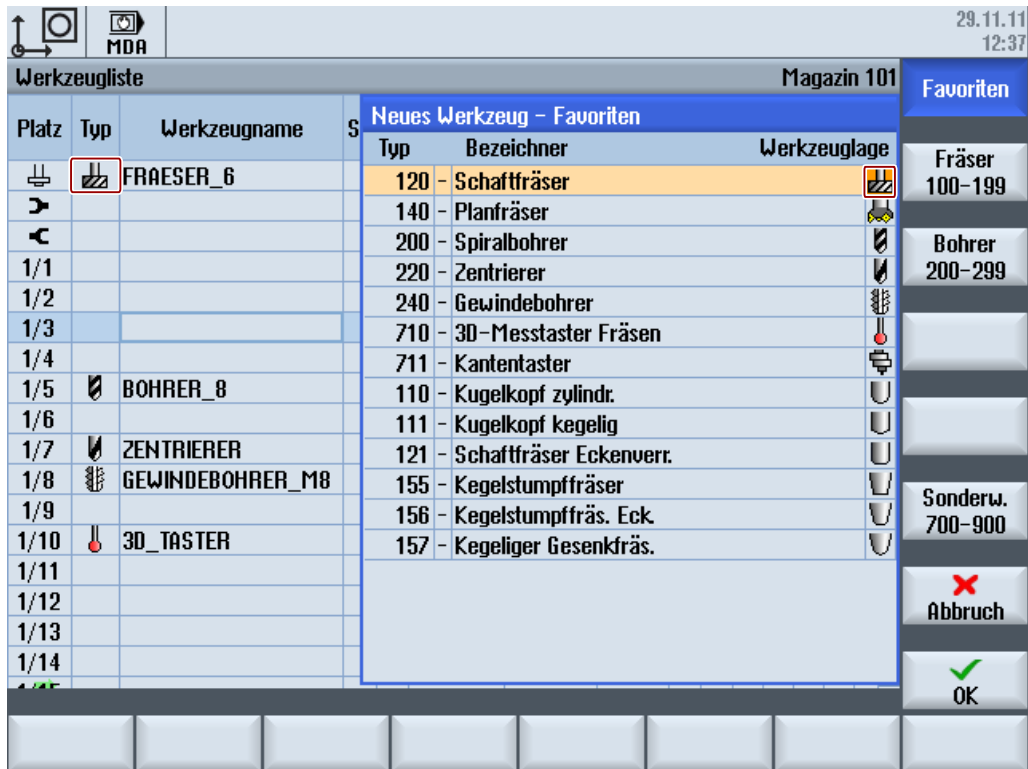 29.11.11
12:37
MDA
Werkzeugliste Magazin 101
Platz Typ Werkzeugname S
FRAESER_6
1/1
1/2
1/3
1/4
1/5 BOHRER_8
1/6
1/7 ZENTRIERER
1/8 GEWINDEBOHRER_M8
1/9
1/10 3D_TASTER
1/11
1/12
1/13
1/14
Neues Werkzeug - Favoriten
Typ Bezeichner Werkzeuglage
120 - Schaftfräser
140 - Planfräser
200 - Spiralbohrer
220 - Zentrierer
240 - Gewindebohrer
710 - 3D-Messtaster Fräsen
711 - Kantentaster
110 - Kugelkopf zylindr.
111 - Kugelkopf kegelig
121 - Schaftfräser Eckenverr.
155 - Kegelstumpffräser
156 - Kegelstumpffräs. Eck.
157 - Kegeliger Gesenkfräs.
Favoriten
Fräser
100-199
Bohrer
200-299
Sonderw.
700-900
Abbruch
OK